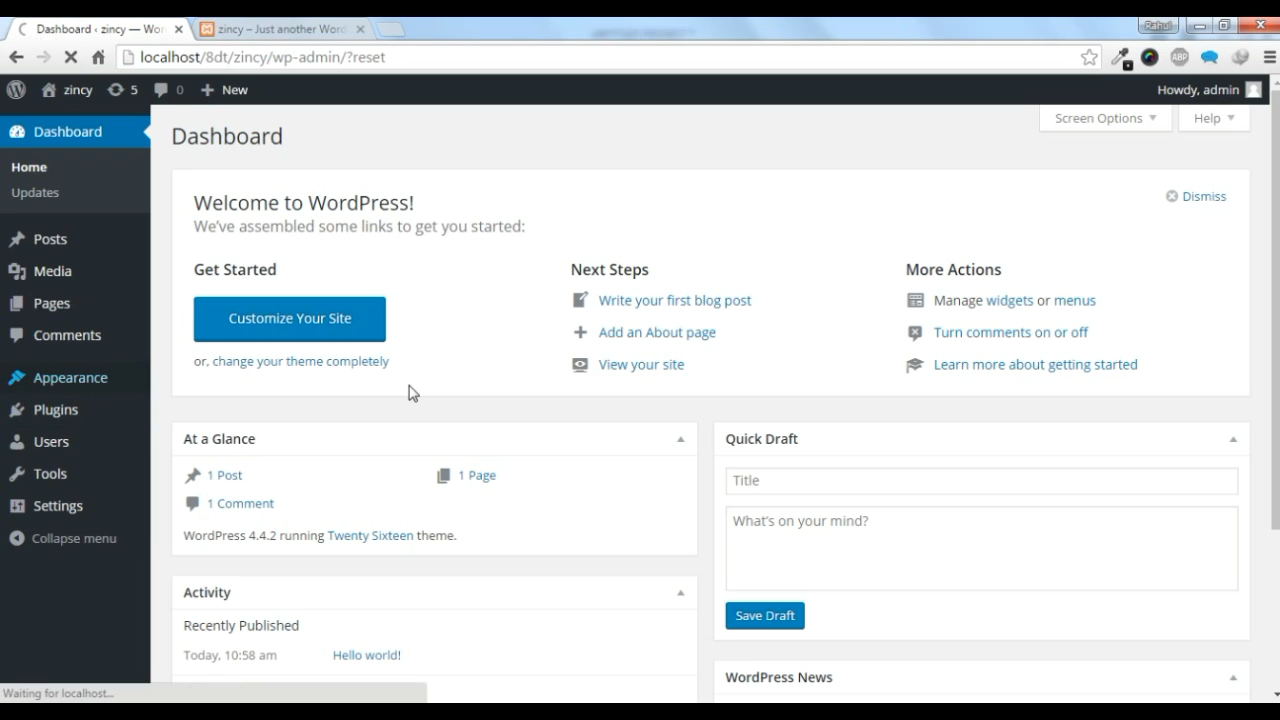 Dashboard ‹ zincy — Wor
zincy – Just another Word
Rahul
localhost/8dt/zincy/wp-admin/?reset
ABP
zincy
5
0
New
Howdy, admin
Dashboard
Home
Updates
Posts
Media
Pages
Comments
Appearance
Plugins
Users
Tools
Settings
Collapse menu
Dashboard
Screen Options
Help
Welcome to WordPress!
Dismiss
We've assembled some links to get you started:
Get Started
Customize Your Site
or, change your theme completely
Next Steps
Write your first blog post
Add an About page
View your site
More Actions
Manage widgets or menus
Turn comments on or off
Learn more about getting started
At a Glance
1 Post
1 Page
1 Comment
WordPress 4.4.2 running Twenty Sixteen theme.
Activity
Recently Published
Today, 10:58 am
Hello world!
Quick Draft
Title
What's on your mind?
Save Draft
WordPress News
Waiting for localhost...